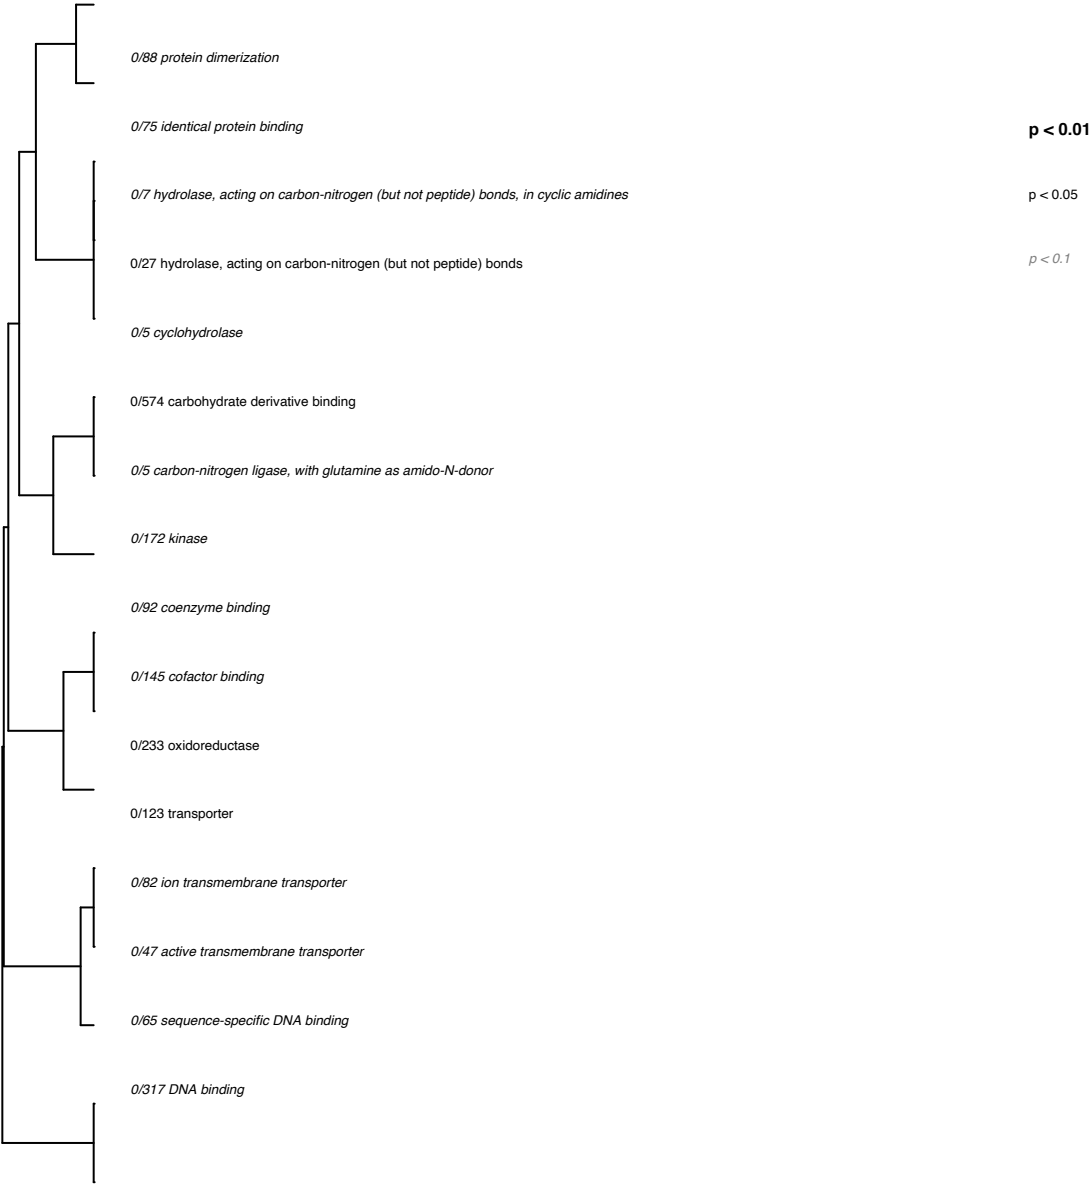 0/88 protein dimerization
0/75 identical protein binding
p < 0.01
0/7 hydrolase, acting on carbon-nitrogen (but not peptide) bonds, in cyclic amidines
p < 0.05
0/27 hydrolase, acting on carbon-nitrogen (but not peptide) bonds
p < 0.1
0/5 cyclohydrolase
0/574 carbohydrate derivative binding
0/5 carbon-nitrogen ligase, with glutamine as amido-N-donor
0/172 kinase
0/92 coenzyme binding
0/145 cofactor binding
0/233 oxidoreductase
0/123 transporter
0/82 ion transmembrane transporter
0/47 active transmembrane transporter
0/65 sequence-specific DNA binding
0/317 DNA binding